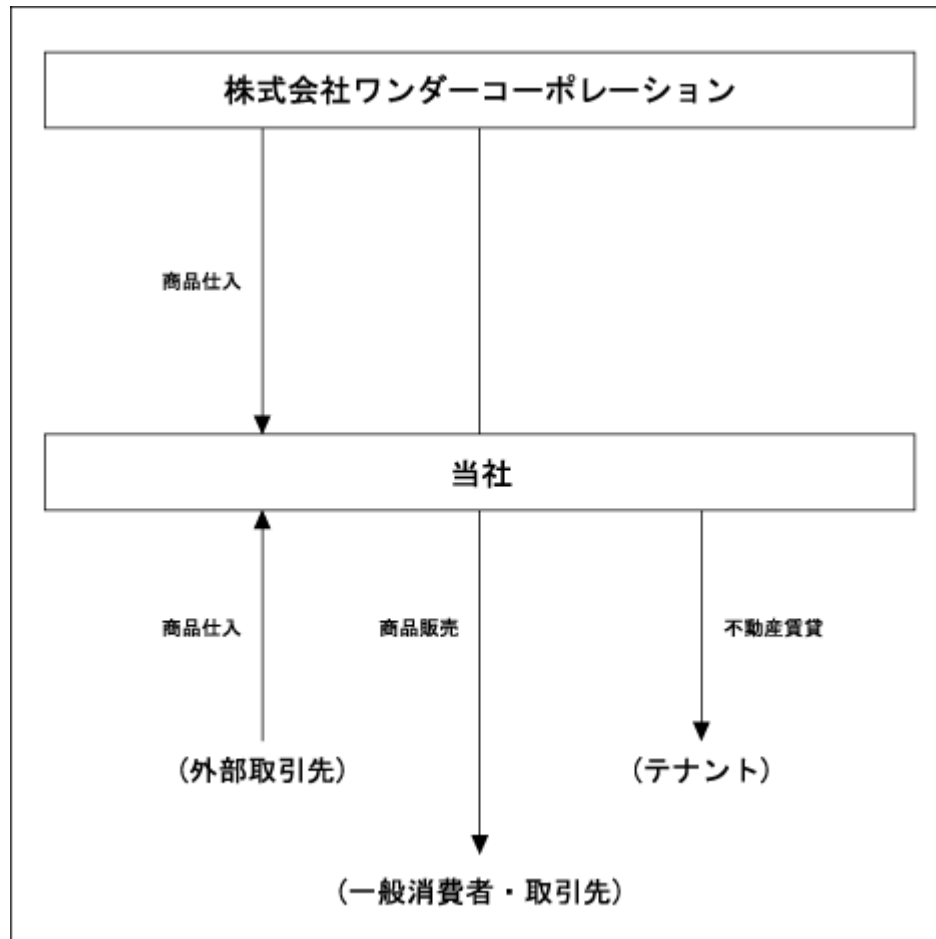 株式会社ワンダーコーポレーション
商品仕入
当社
商品仕入
商品販売
不動産賃貸
(外部取引先)
(テナント)
(一般消費者・取引先)